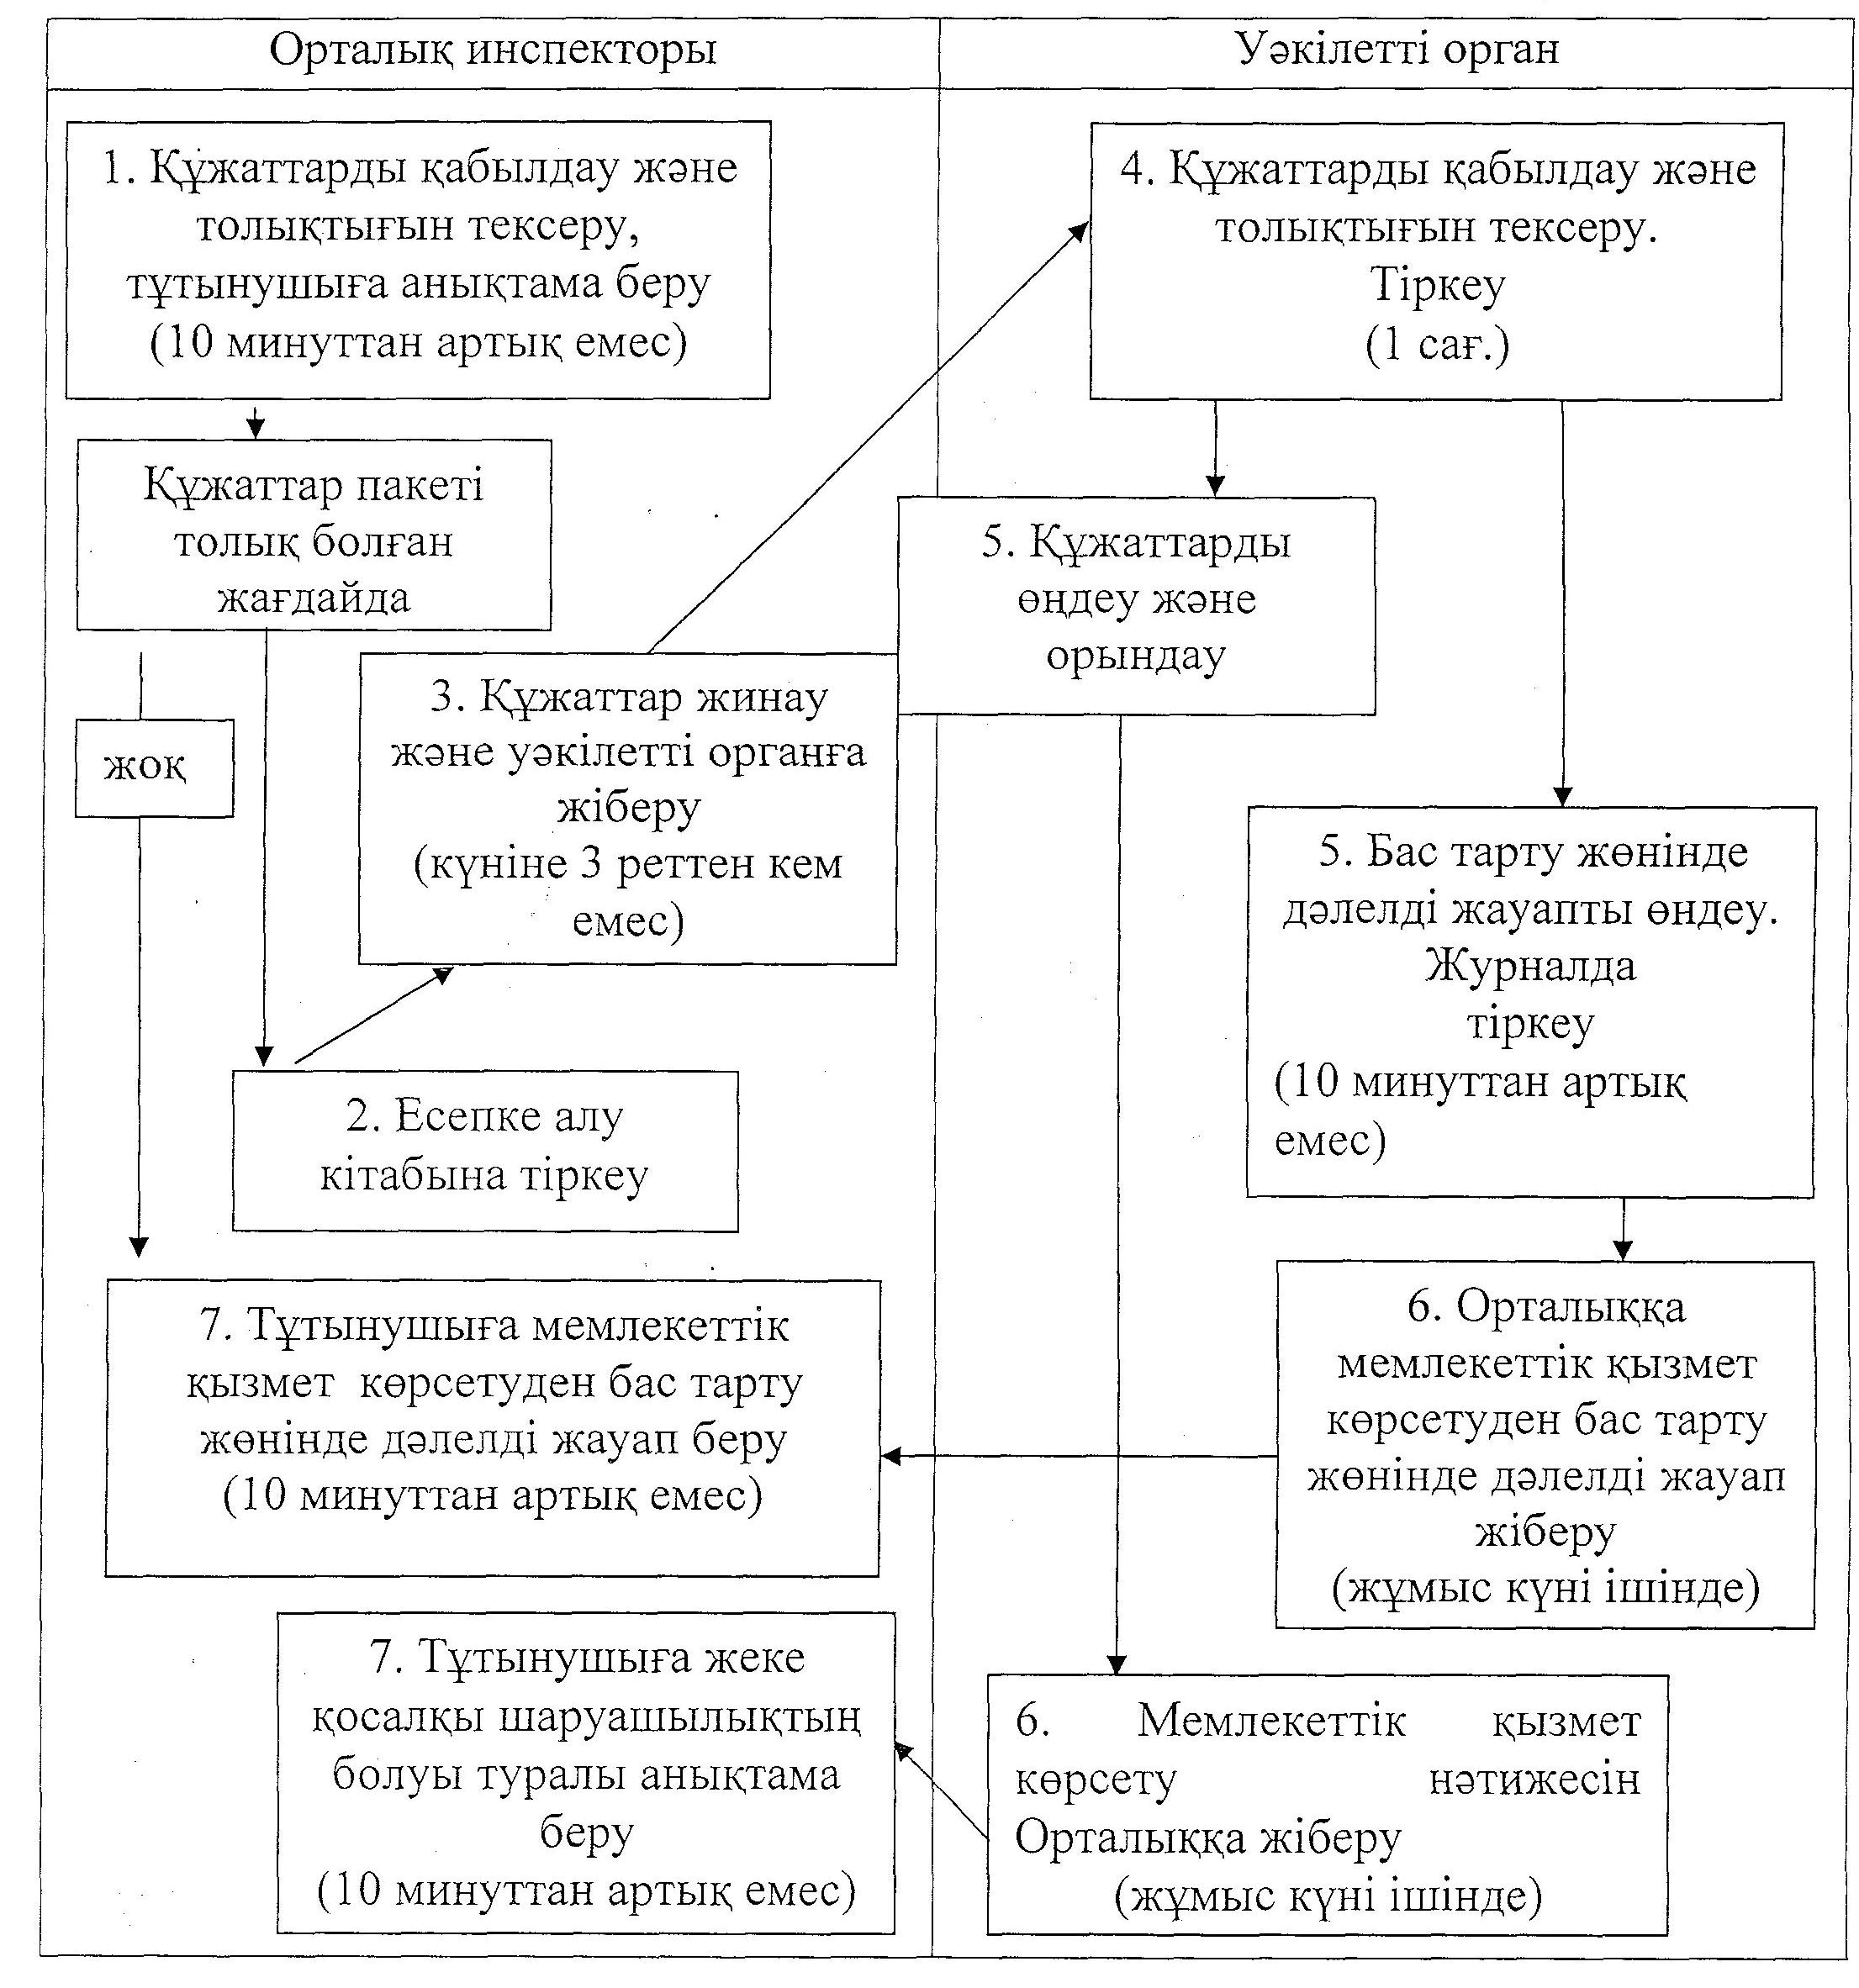 Орталық инспекторы
Уәкілетті орган
1. Құжаттарды қабылдау және
толықтығын тексеру,
тұтынушыға анықтама беру
(10 минуттан артық емес)
Құжаттар пакеті
толық болған
жағдайда
жоқ
3. Құжаттар жинау
және уәкілетті органға
жіберу
(күніне 3 реттен кем
емес)
2. Есепке алу
кітабына тіркеу
7. Тұтынушыға мемлекеттік
қызмет көрсетуден бас тарту
жөнінде дәлелді жауап беру
(10 минуттан артық емес)
7. Тұтынушыға жеке
қосалқы шаруашылықтың
болуы туралы анықтама
беру
(10 минуттан артық емес)
4. Құжаттарды қабылдау және
толықтығын тексеру.
Тіркеу
(1 сағ.)
5. Құжаттарды
өңдеу және
орындау
5. Бас тарту жөнінде
дәлелді жауапты өндеу.
Журналда
тіркеу
(10 минуттан артық
емес)
6. Орталыққа
мемлекеттік қызмет
көрсетуден бас тарту
жөнінде дәлелді жауап
жіберу
(жұмыс күні ішінде)
6. Мемлекеттік қызмет
көрсету нәтижесін
Орталыққа жіберу
(жұмыс күні ішінде)